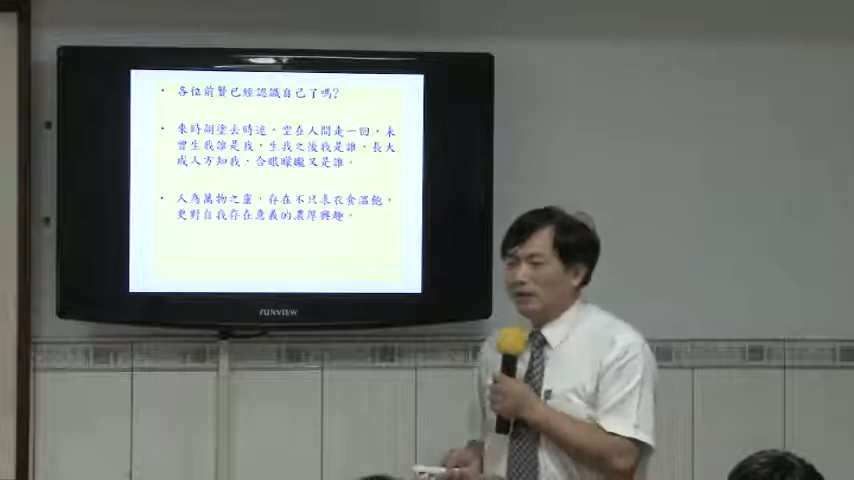 • 各位前賢已經認識自己了嗎?
• 來時糊塗去時迷，空在人間走一回，未
曾生我誰是我，生我之後我是誰，長大
成人方知我，合眼矇矓又是誰。
• 人為萬物之靈，存在不只求衣食溫飽，
更對自我存在意義的濃厚興趣。
SUNVIEW